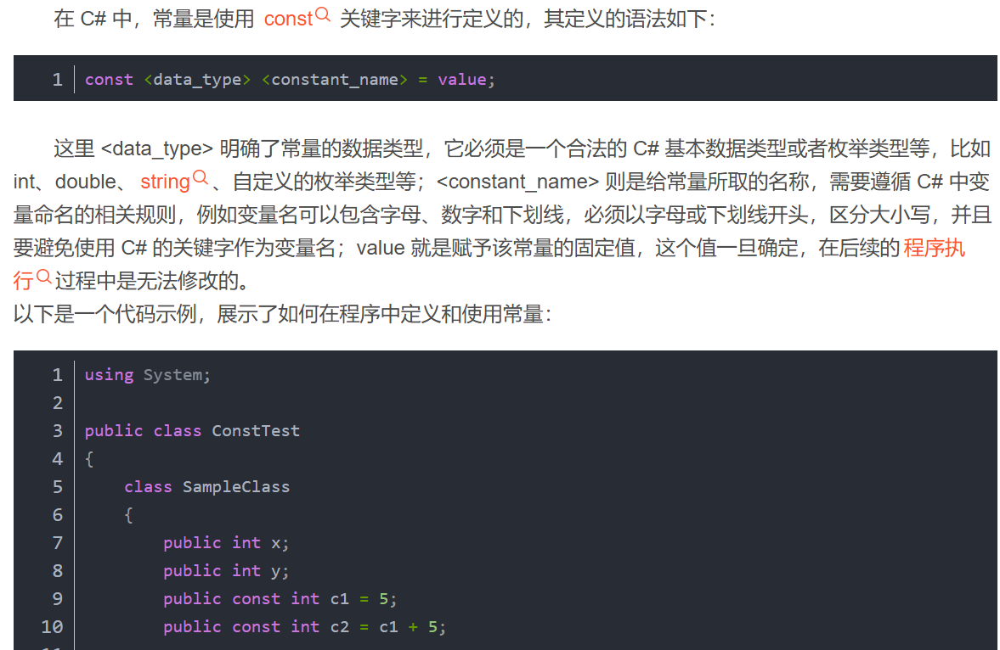 在 C# 中，常量是使用 const 关键字来进行定义的，其定义的语法如下：
1 const <data_type> <constant_name> = value;
这里 <data_type> 明确了常量的数据类型，它必须是一个合法的 C# 基本数据类型或者枚举类型等，比如
int、double、 string 、自定义的枚举类型等；<constant_name> 则是给常量所取的名称，需要遵循 C# 中变
量命名的相关规则，例如变量名可以包含字母、数字和下划线，必须以字母或下划线开头，区分大小写，并且
要避免使用 C# 的关键字作为变量名；value 就是赋予该常量的固定值，这个值一旦确定，在后续的 程序执
行 过程中是无法修改的。
以下是一个代码示例，展示了如何在程序中定义和使用常量：
1 using System;
2
3 public class ConstTest
4 {
5     class SampleClass
6     {
7         public int x;
8         public int y;
9         public const int c1 = 5;
10         public const int c2 = c1 + 5;